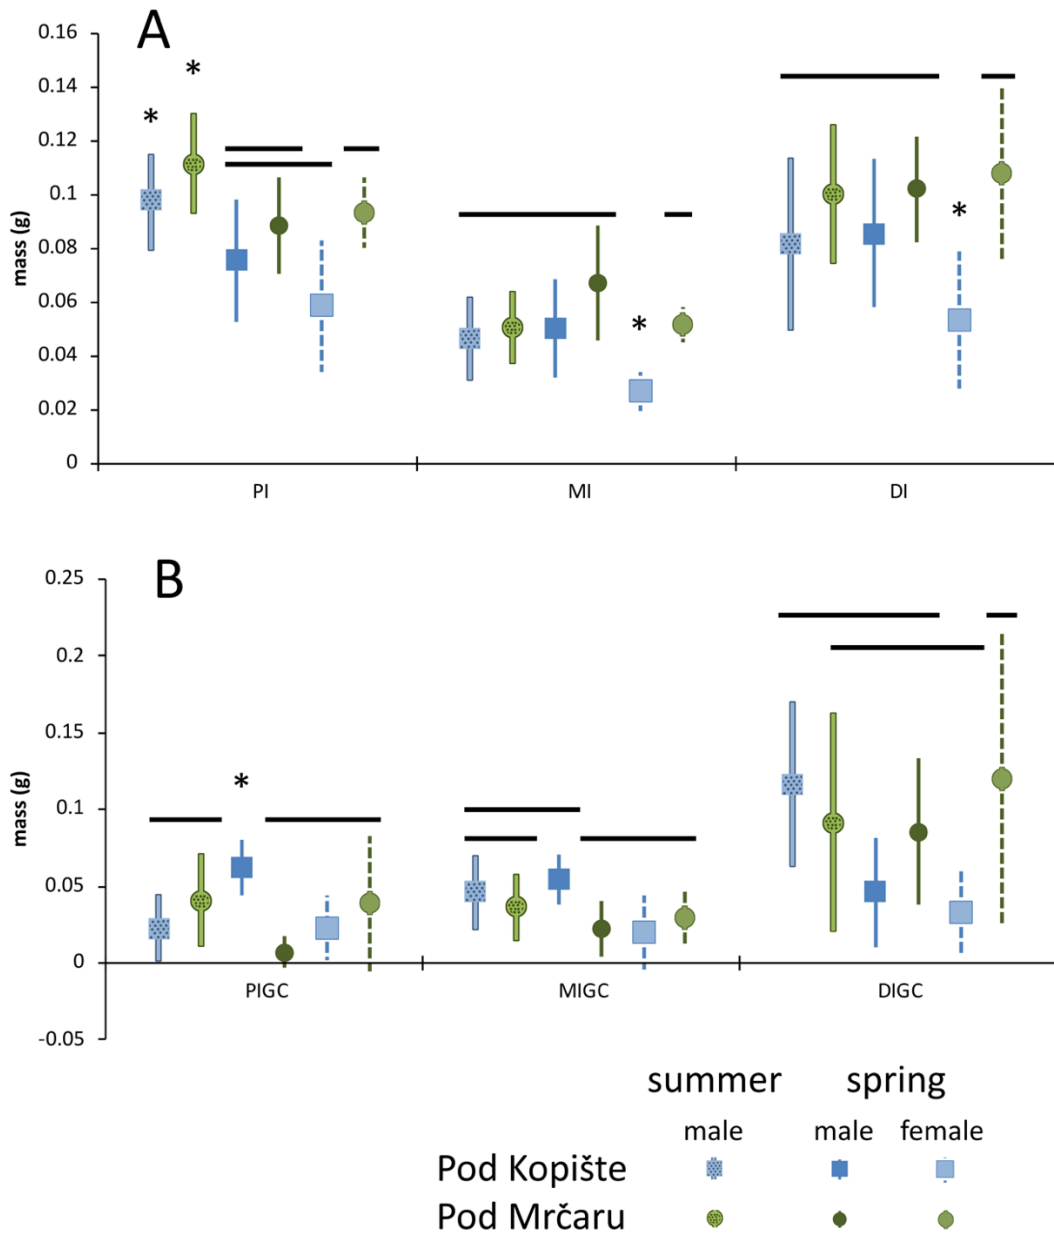 A
0.16
0.14
0.12
0.1
0.08
0.06
0.04
0.02
0
mass (g)
* *
* *
PI MI DI
B
0.25
0.2
0.15
0.1
0.05
0
-0.05
mass (g)
*
PIGC MIGC DIGC
summer spring
male male female
Pod Kopište
Pod Mrčaru